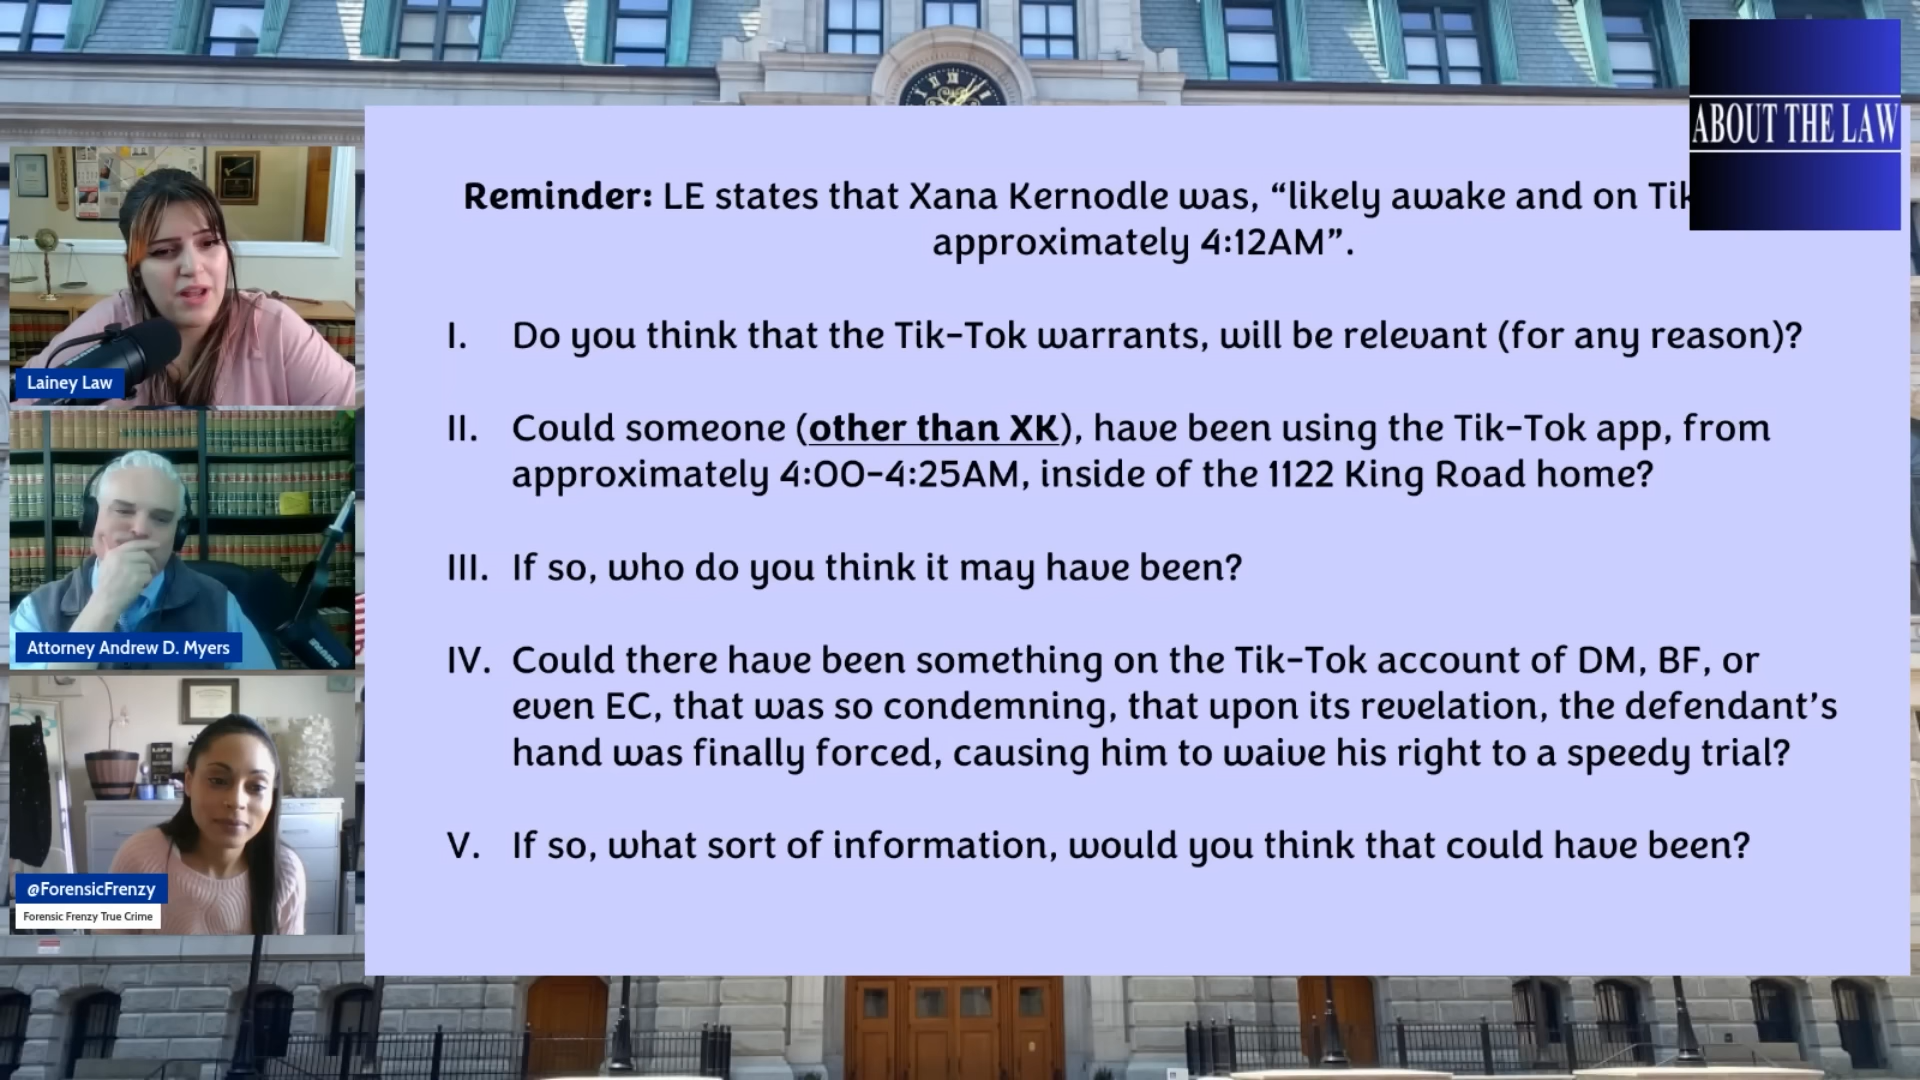 ABOUT THE LAW
Reminder: LE states that Xana Kernodle was, “likely awake and on Tik
approximately 4:12AM”.
I. Do you think that the Tik-Tok warrants, will be relevant (for any reason)?
II. Could someone (other than XK), have been using the Tik-Tok app, from
approximately 4:00-4:25AM, inside of the 1122 King Road home?
III. If so, who do you think it may have been?
IV. Could there have been something on the Tik-Tok account of DM, BF, or
even EC, that was so condemning, that upon its revelation, the defendant’s
hand was finally forced, causing him to waive his right to a speedy trial?
V. If so, what sort of information, would you think that could have been?
Lainey Law
Attorney Andrew D. Myers
@ForensicFrenzy
Forensic Frenzy True Crime